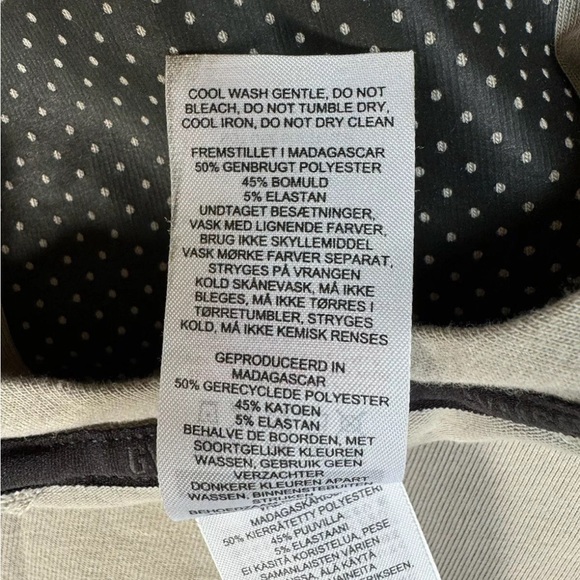 COOL WASH GENTLE, DO NOT
BLEACH, DO NOT TUMBLE DRY,
COOL IRON, DO NOT DRY CLEAN
FREMSTILLET I MADAGASCAR
50% GENBRUGT POLYESTER
45% BOMULD
5% ELASTAN
UNDTAGET BESÆTNINGER,
VASK MED LIGNENDE FARVER,
BRUG IKKE SKYLLEMIDDEL
VASK MØRKE FARVER SEPARAT,
STRYGES PÅ VRANGEN
KOLD SKÅNEVASK, MÅ IKKE
BLEGES, MÅ IKKE TØRRES I
TØRRETUMBLER, STRYGES
KOLD, MÅ IKKE KEMISK RENSES
GEPRODUCEERD IN
MADAGASCAR
50% GERECYCLEDE POLYESTER
45% KATOEN
5% ELASTAN
BEHALVE DE BOORDEN, MET
SOORTGELIJKE KLEUREN
WASSEN, GEBRUIK GEEN
VERZACHTER
DONKERE KLEUREN APART
WASSEN, BINNENSTEBUITEN
MADAGASKAR
50% KIERRÄTETTY POLYESTERI
45% PUUVILLA
5% ELASTAANI
EI KÄSITÄ KORISTELUA, PESE
SAMANLAISTEN VÄRIEN
ÄLÄ KÄYTÄ